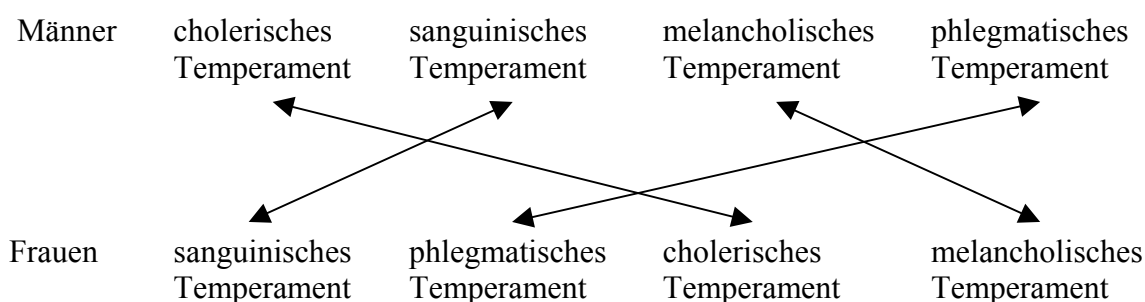 Männer cholerisches sanguinisches melancholisches phlegmatisches
Temperament Temperament Temperament Temperament
Frauen sanguinisches phlegmatisches cholerisches melancholisches
Temperament Temperament Temperament Temperament